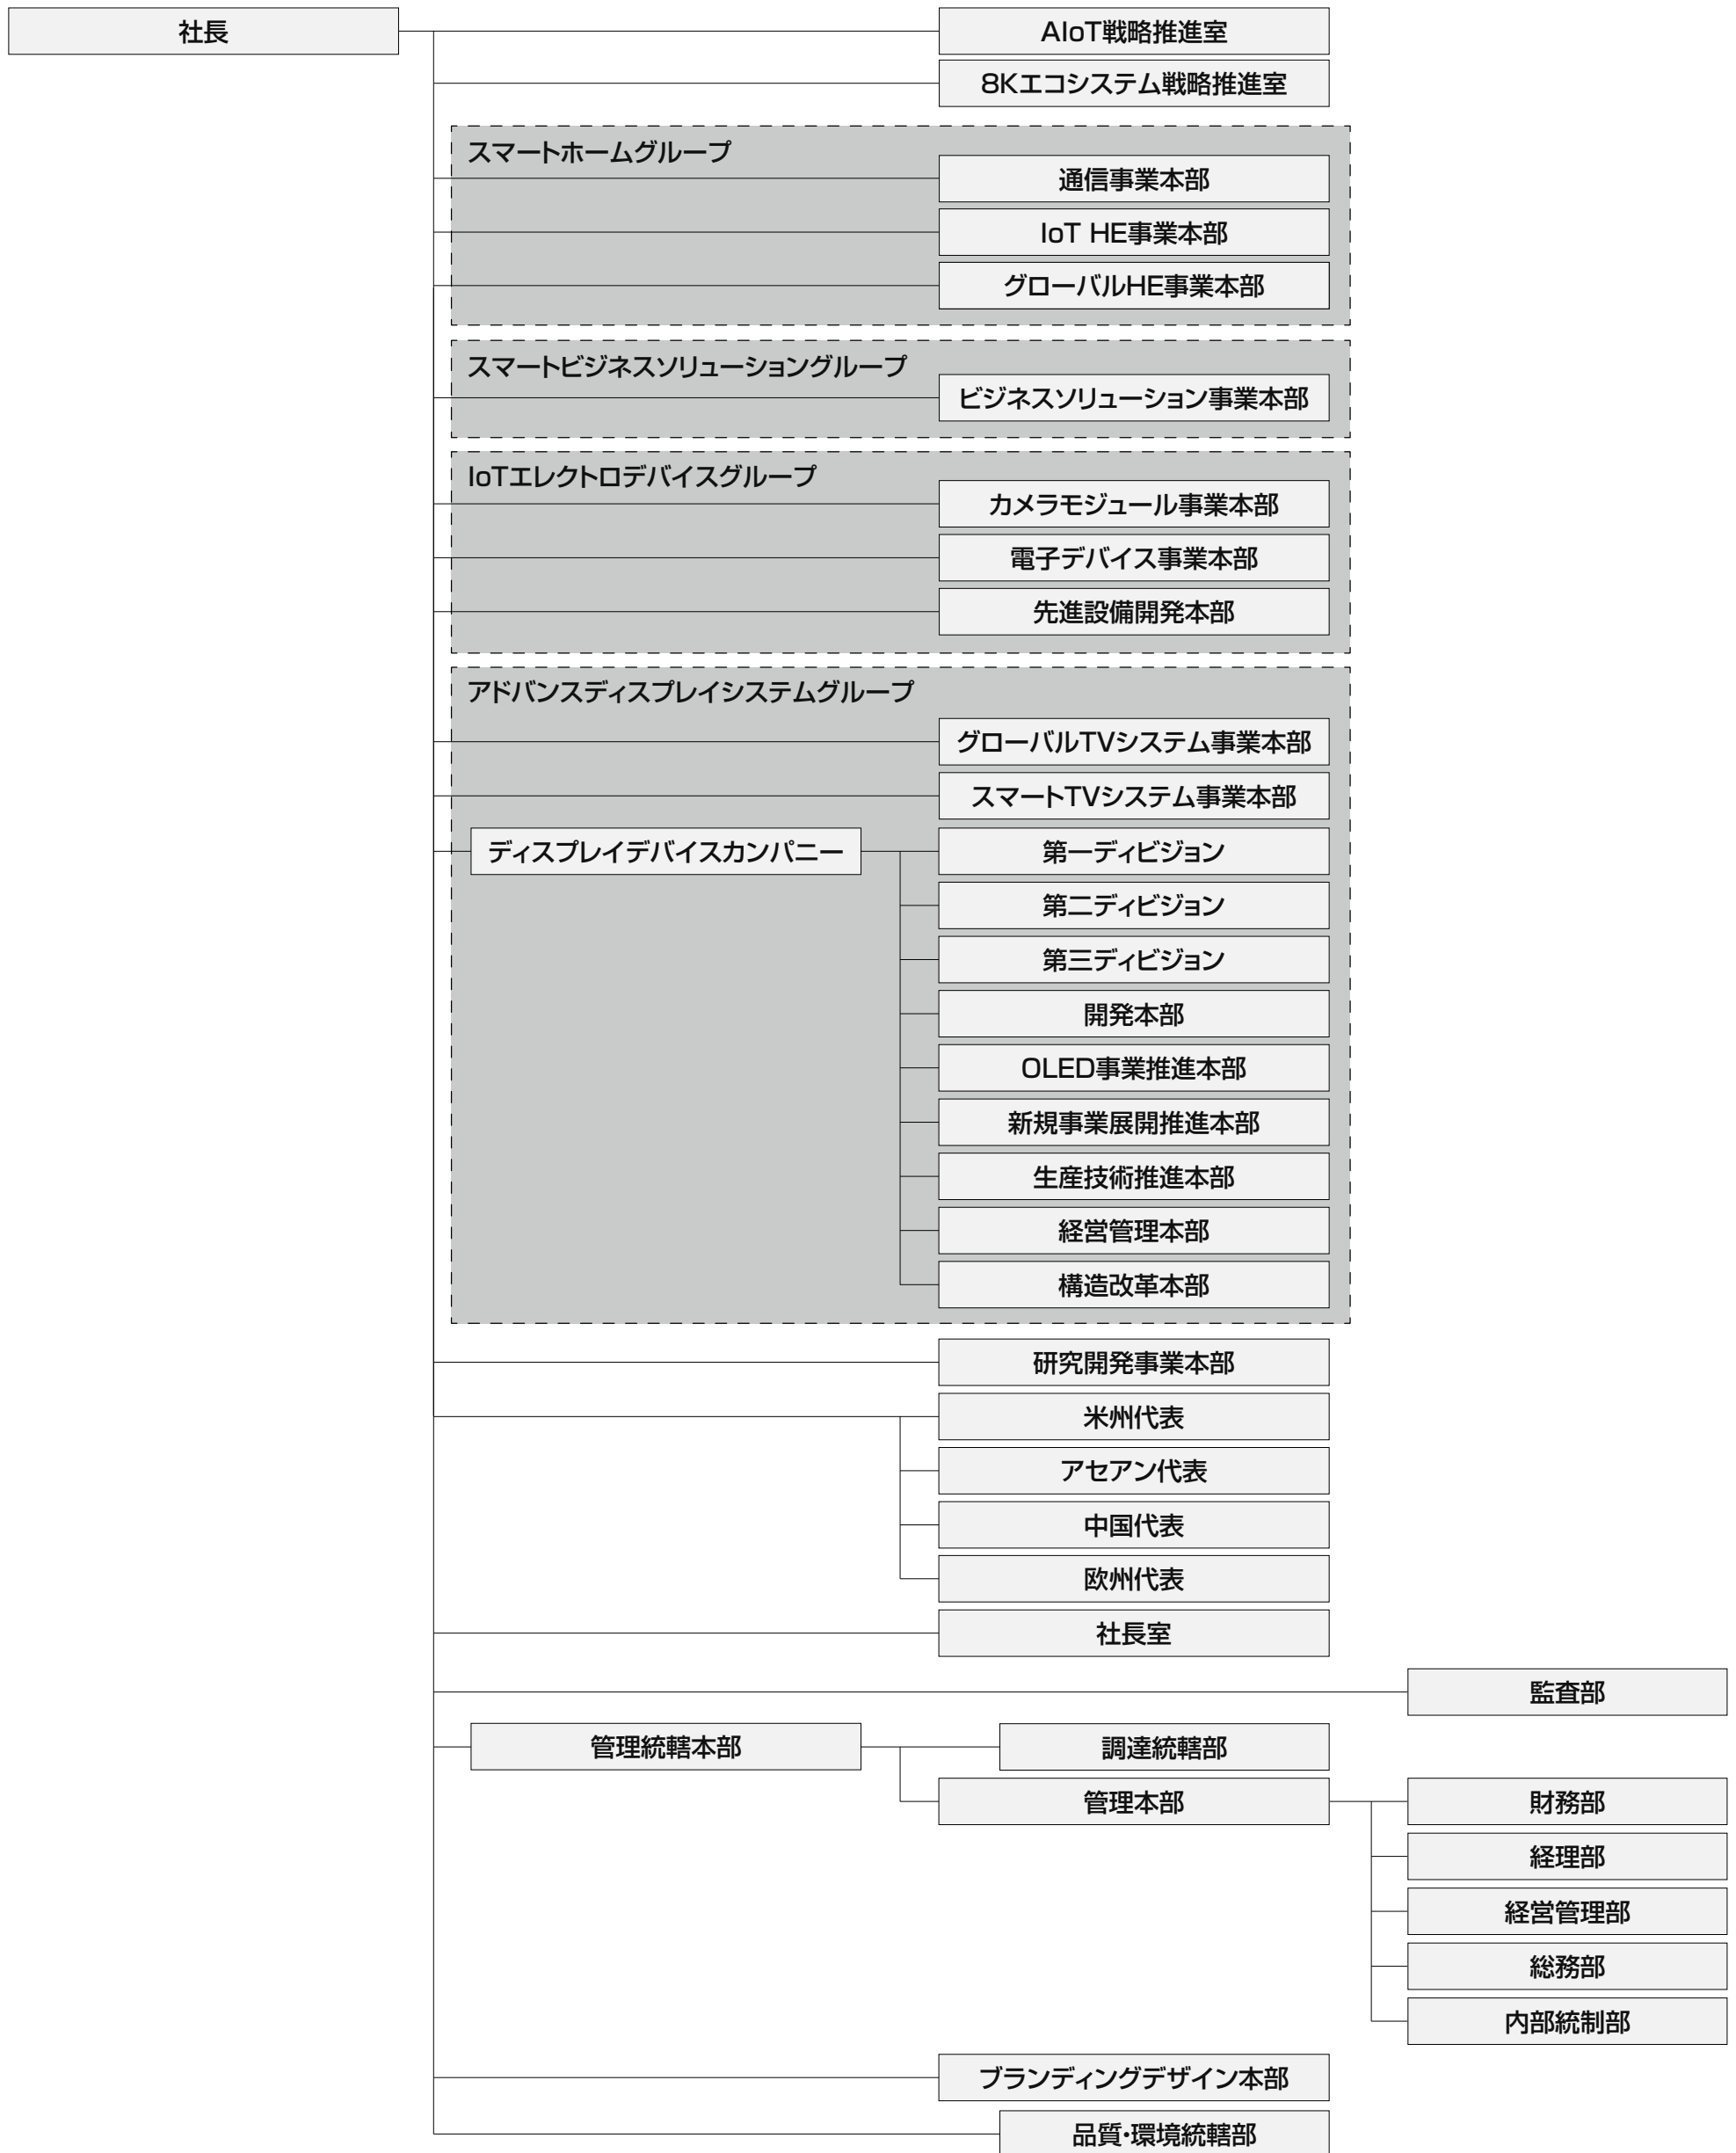 社長
AIoT戦略推進室
8Kエコシステム戦略推進室
スマートホームグループ
通信事業本部
IoT HE事業本部
グローバルHE事業本部
スマートビジネスソリューショングループ
ビジネスソリューション事業本部
IoTエレクトロデバイスグループ
カメラモジュール事業本部
電子デバイス事業本部
先進設備開発本部
アドバンスディスプレイシステムグループ
グローバルTVシステム事業本部
スマートTVシステム事業本部
ディスプレイデバイスカンパニー
第一ディビジョン
第二ディビジョン
第三ディビジョン
開発本部
OLED事業推進本部
新規事業展開推進本部
生産技術推進本部
経営管理本部
構造改革本部
研究開発事業本部
米州代表
アセアン代表
中国代表
欧州代表
社長室
監査部
管理統轄本部
調達統轄部
管理本部
財務部
経理部
経営管理部
総務部
内部統制部
ブランディングデザイン本部
品質・環境統轄部